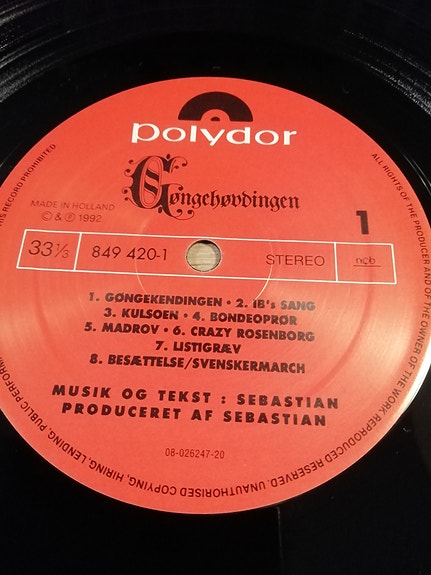 polydor
Gøngehøvdingen
MADE IN HOLLAND
© & ℗ 1992
1
33⅓ 849 420-1 STEREO ncb
1. GØNGEKENDINGEN • 2. IB's SANG
3. KULSOEN • 4. BONDEOPRØR
5. MADROV • 6. CRAZY ROSENBORG
7. LISTIGRÆV
8. BESÆTTELSE/SVENSKERMARCH
MUSIK OG TEKST : SEBASTIAN
PRODUCERET AF SEBASTIAN
08-026247-20
ALL RIGHTS OF THE PRODUCER AND OF THE OWNER OF THE WORK REPRODUCED RESERVED. UNAUTHORISED COPYING, HIRING, LENDING, PUBLIC PERFORM
THIS RECORD PROHIBITED